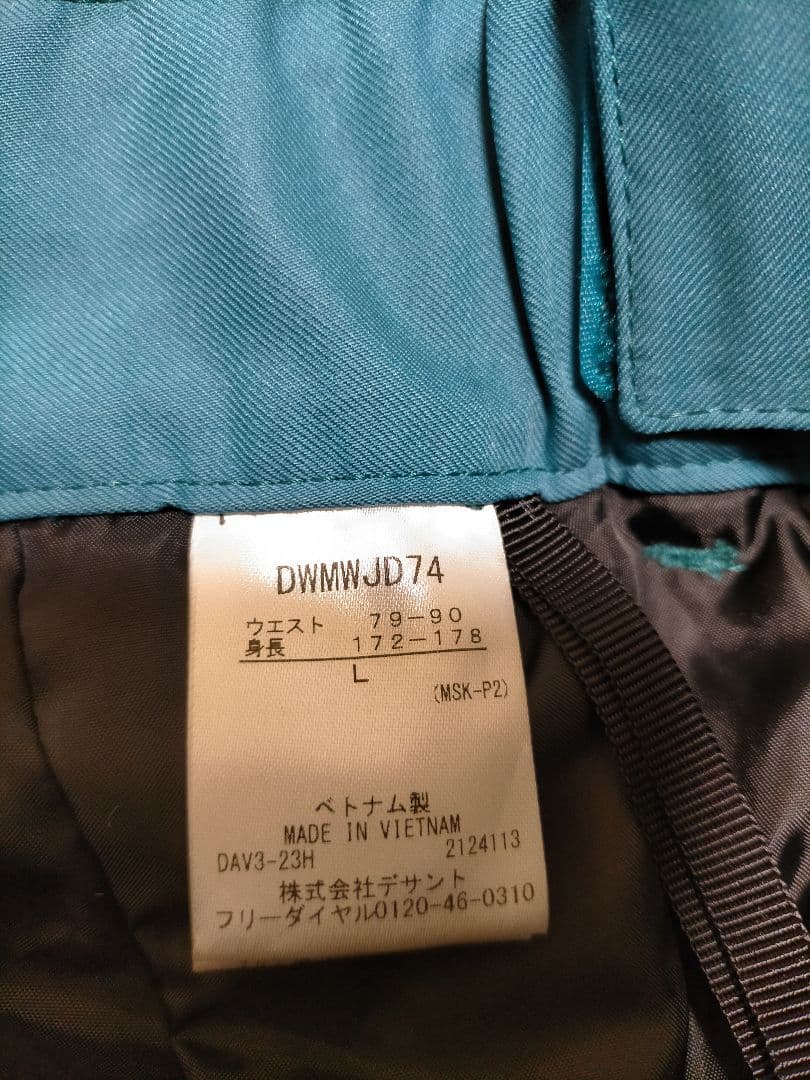 DWMWJD74
ウエスト 79-90
身長 172-178
L
(MSK-P2)
ベトナム製
MADE IN VIETNAM
DAV3-23H 2124113
株式会社デサント
フリーダイヤル0120-46-0310